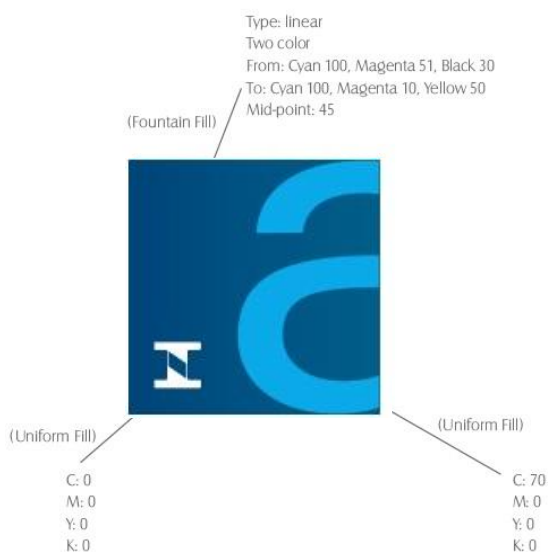 Type: linear
Two color
From: Cyan 100, Magenta 51, Black 30
To: Cyan 100, Magenta 10, Yellow 50
Mid-point: 45
(Fountain Fill)
a
(Uniform Fill)
C: 0
M: 0
Y: 0
K: 0
(Uniform Fill)
C: 70
M: 0
Y: 0
K: 0